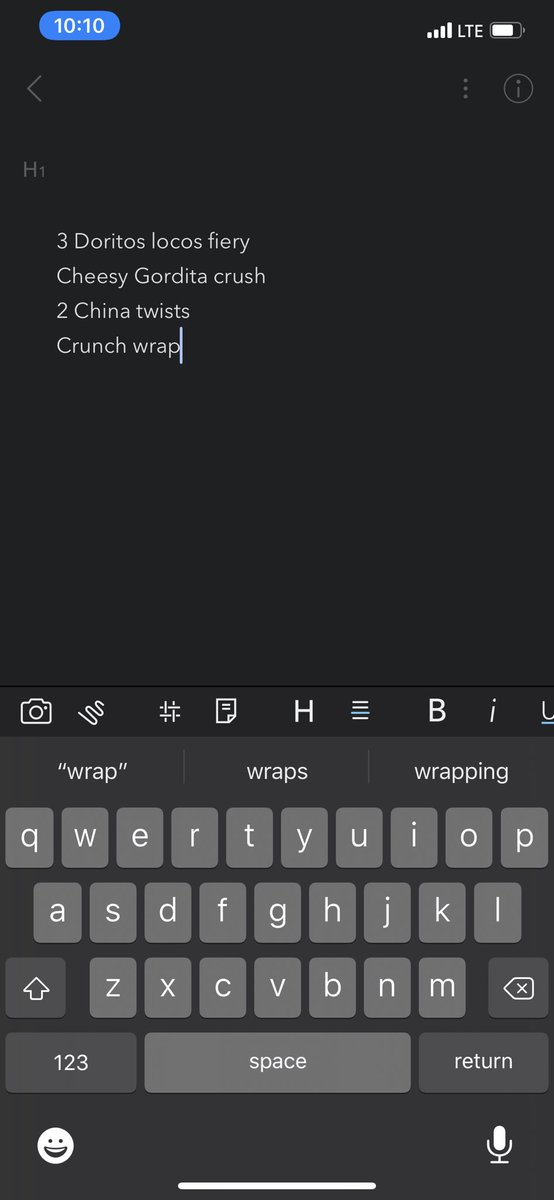 10:10
LTE
H1
3 Doritos locos fiery
Cheesy Gordita crush
2 China twists
Crunch wrap
H B i U
“wrap” wraps wrapping
q w e r t y u i o p
a s d f g h j k l
z x c v b n m
123 space return